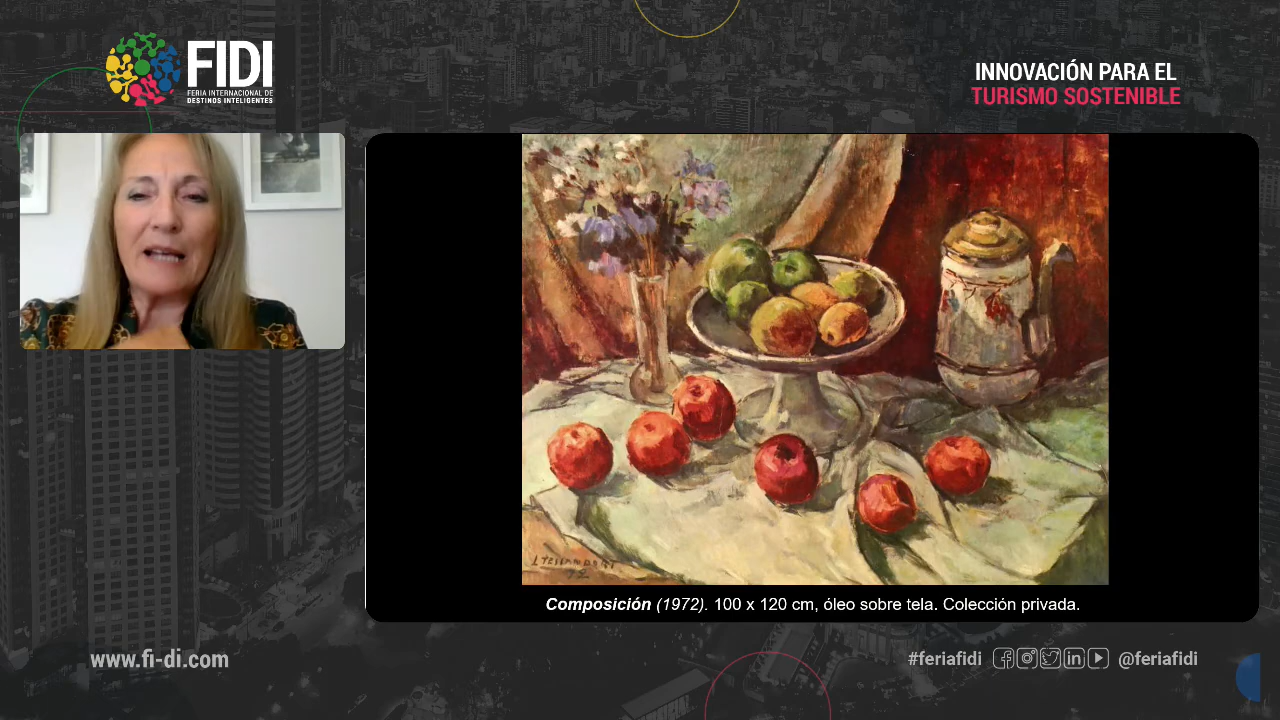 FIDI
FERIA INTERNACIONAL DE
DESTINOS INTELIGENTES
INNOVACIÓN PARA EL
TURISMO SOSTENIBLE
72
Composición (1972). 100 x 120 cm, óleo sobre tela. Colección privada.
www.fi-di.com
#feriafidi @feriafidi